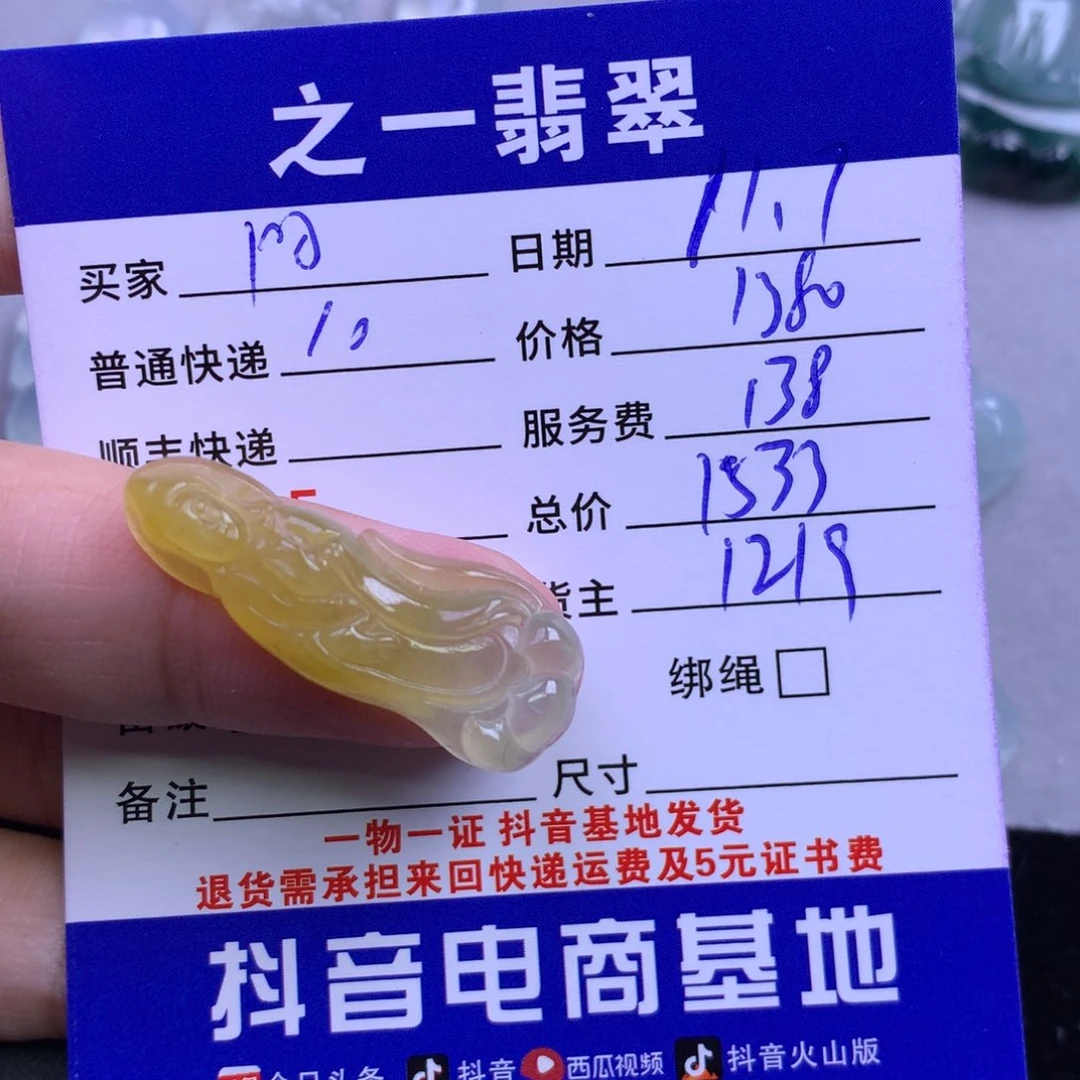 之一翡翠
买家 日期 11.7
普通快递 10 价格 1380
顺丰快递 服务费 138
总价 1533
货主 1219
绑绳
备注 尺寸
一物一证 抖音基地发货
退货需承担来回快递运费及5元证书费
抖音电商基地
今日头条 抖音 西瓜视频 抖音火山版